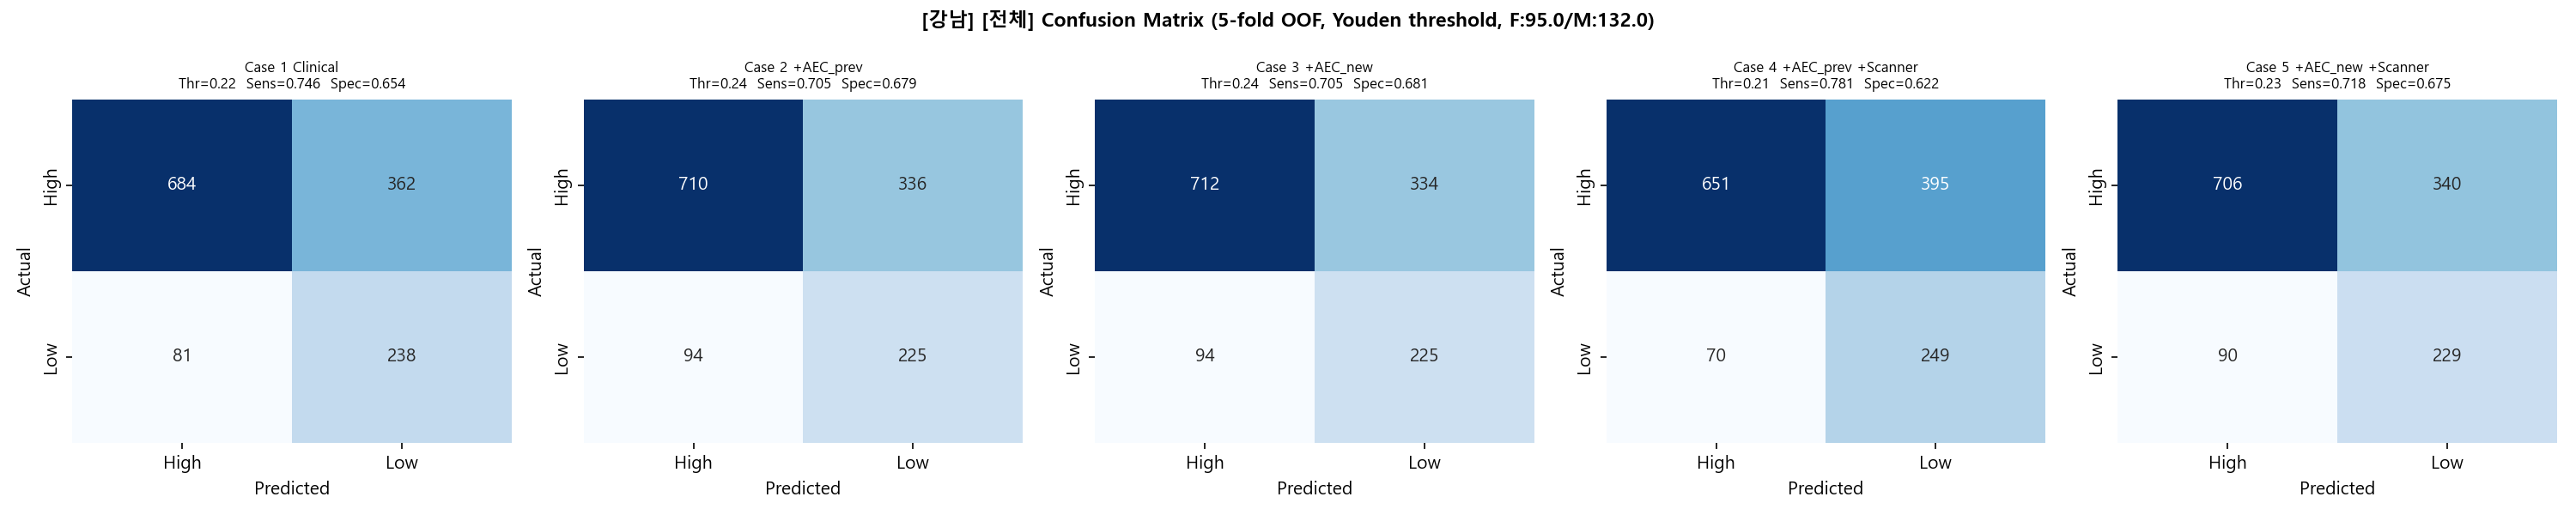 [강남] [전체] Confusion Matrix (5-fold OOF, Youden threshold, F:95.0/M:132.0)
Case 1 Clinical
Thr=0.22 Sens=0.746 Spec=0.654
High
684
362
Actual
Low
81
238
High
Low
Predicted
Case 2 +AEC_prev
Thr=0.24 Sens=0.705 Spec=0.679
High
710
336
Actual
Low
94
225
High
Low
Predicted
Case 3 +AEC_new
Thr=0.24 Sens=0.705 Spec=0.681
High
712
334
Actual
Low
94
225
High
Low
Predicted
Case 4 +AEC_prev +Scanner
Thr=0.21 Sens=0.781 Spec=0.622
High
651
395
Actual
Low
70
249
High
Low
Predicted
Case 5 +AEC_new +Scanner
Thr=0.23 Sens=0.718 Spec=0.675
High
706
340
Actual
Low
90
229
High
Low
Predicted